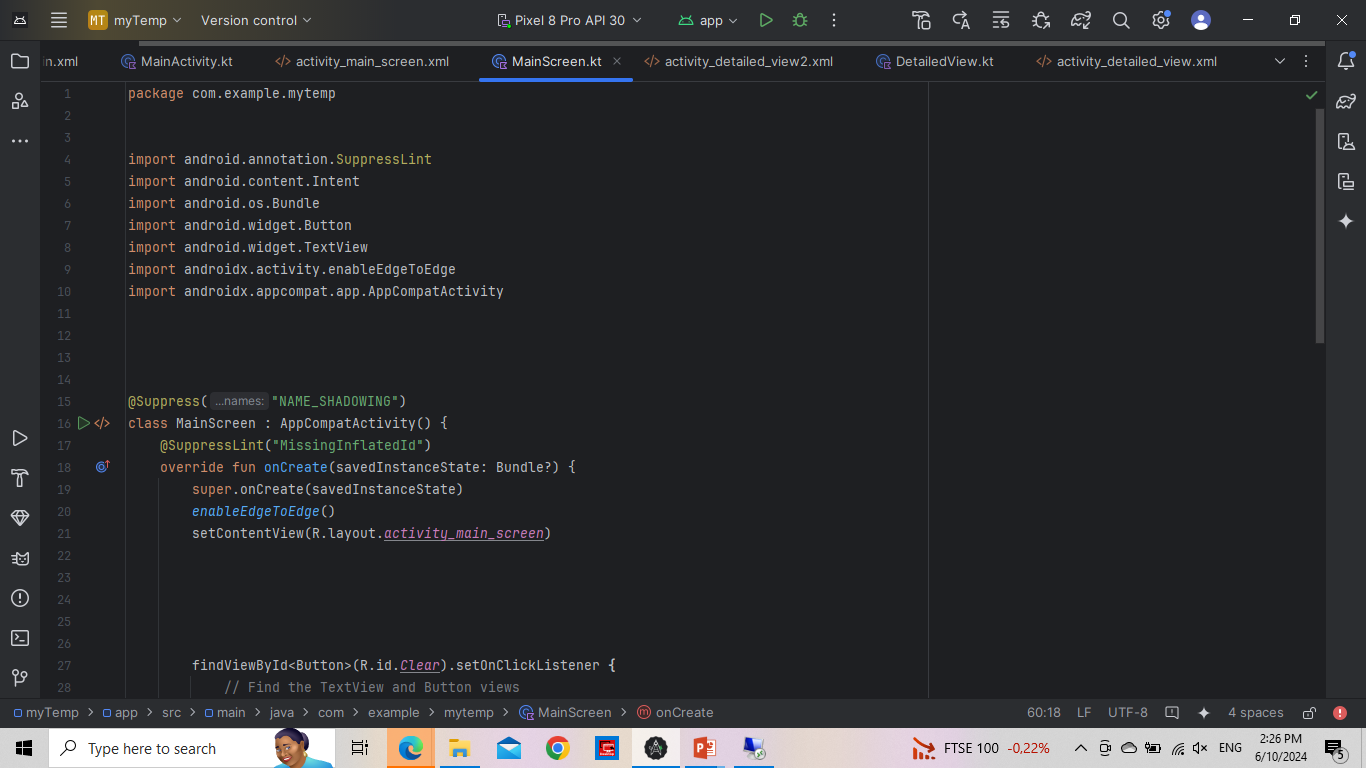 MT myTemp Version control Pixel 8 Pro API 30 app
in.xml MainActivity.kt activity_main_screen.xml MainScreen.kt activity_detailed_view2.xml DetailedView.kt activity_detailed_view.xml
1 package com.example.mytemp
2
3
4 import android.annotation.SuppressLint
5 import android.content.Intent
6 import android.os.Bundle
7 import android.widget.Button
8 import android.widget.TextView
9 import androidx.activity.enableEdgeToEdge
10 import androidx.appcompat.app.AppCompatActivity
11
12
13
14
15 @Suppress( ...names: "NAME_SHADOWING")
16 class MainScreen : AppCompatActivity() {
17 @SuppressLint("MissingInflatedId")
18 override fun onCreate(savedInstanceState: Bundle?) {
19 super.onCreate(savedInstanceState)
20 enableEdgeToEdge()
21 setContentView(R.layout.activity_main_screen)
22
23
24
25
26
27 findViewById<Button>(R.id.Clear).setOnClickListener {
28 // Find the TextView and Button views
myTemp > app > src > main > java > com > example > mytemp > MainScreen > onCreate 60:18 LF UTF-8 4 spaces
Type here to search FTSE 100 -0,22% ENG 2:26 PM
6/10/2024 5